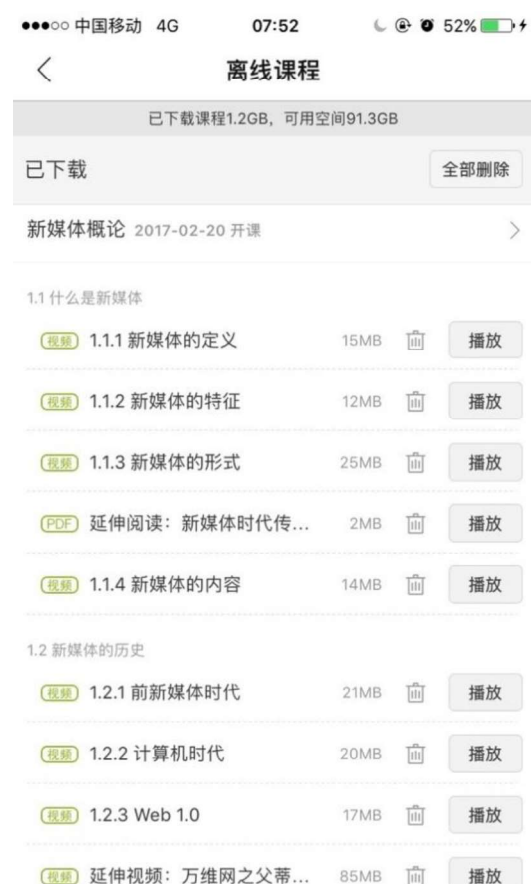 中国移动 4G 07:52 52%
离线课程
已下载课程1.2GB，可用空间91.3GB
已下载 全部删除
新媒体概论 2017-02-20 开课
1.1 什么是新媒体
视频 1.1.1 新媒体的定义 15MB 播放
视频 1.1.2 新媒体的特征 12MB 播放
视频 1.1.3 新媒体的形式 25MB 播放
PDF 延伸阅读：新媒体时代传... 2MB 播放
视频 1.1.4 新媒体的内容 14MB 播放
1.2 新媒体的历史
视频 1.2.1 前新媒体时代 21MB 播放
视频 1.2.2 计算机时代 20MB 播放
视频 1.2.3 Web 1.0 17MB 播放
视频 延伸视频：万维网之父蒂... 85MB 播放